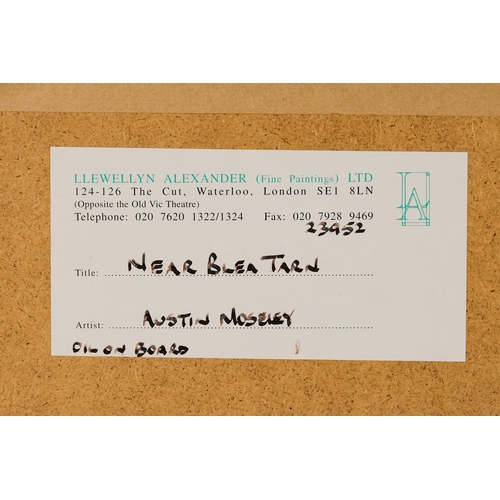 LLEWELLYN ALEXANDER (Fine Paintings) LTD
124-126 The Cut, Waterloo, London SE1 8LN
(Opposite the Old Vic Theatre)
Telephone: 020 7620 1322/1324 Fax: 020 7928 9469
23952
Title: NEAR BLEA TARN
Artist: AUSTIN MOSELEY
OIL ON BOARD
LA